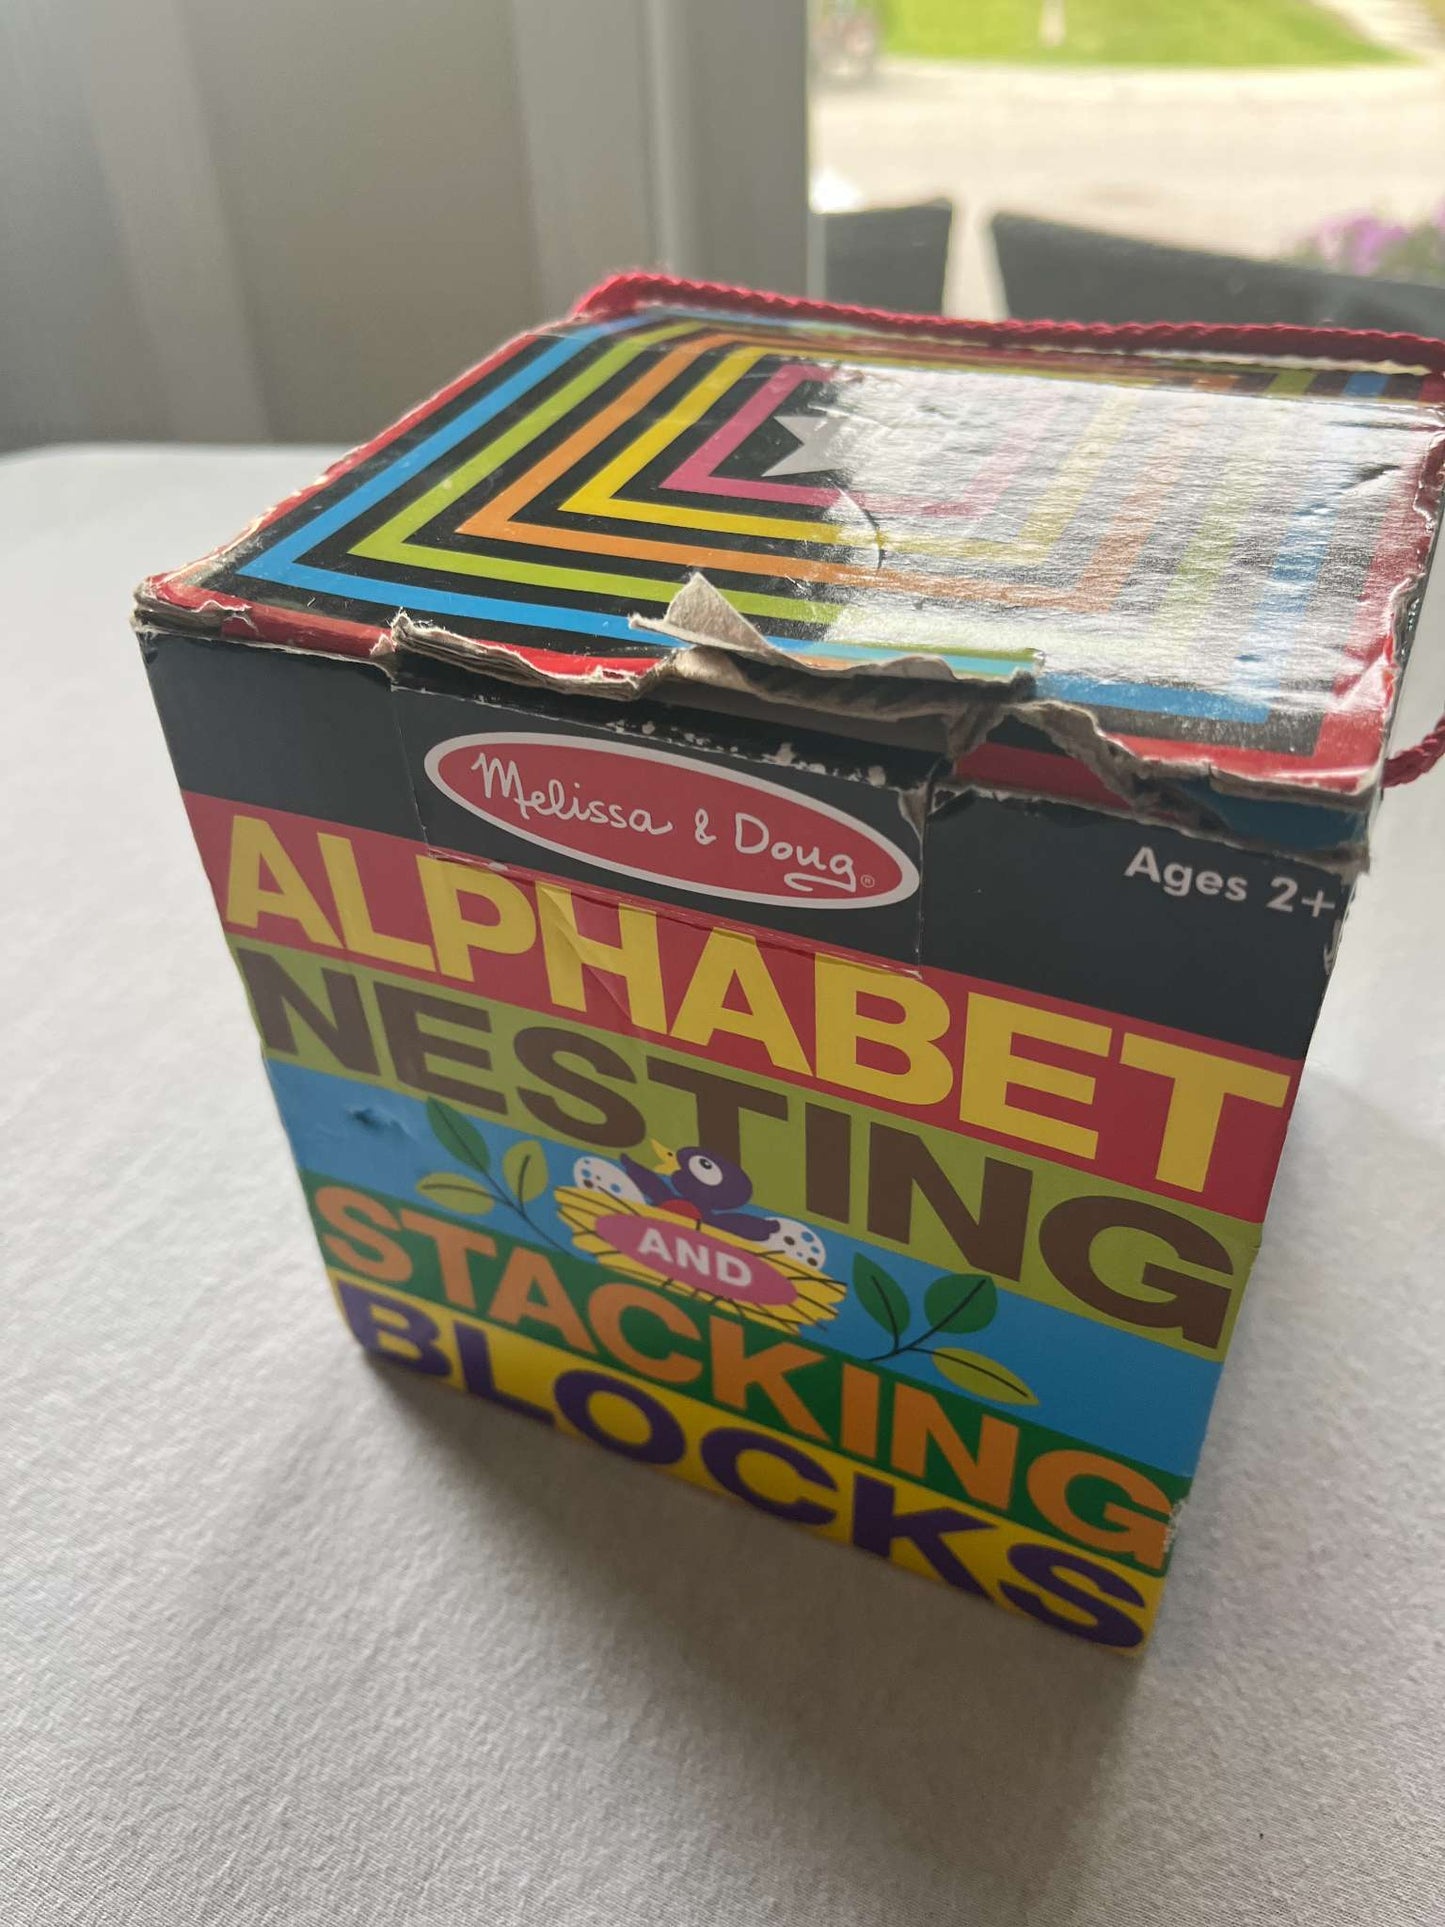 Melissa & Doug®
Ages 2+
ALPHABET
NESTING
AND
STACKING
BLOCKS